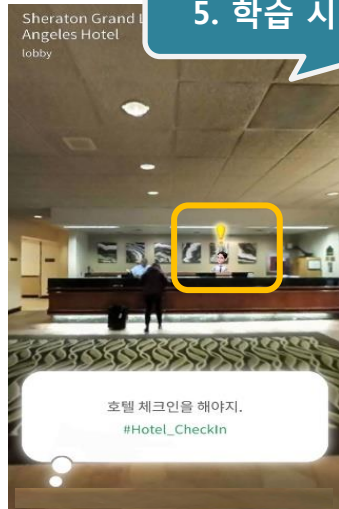 Sheraton Grand L
Angeles Hotel
lobby
5. 학습 시
호텔 체크인을 해야지.
#Hotel_CheckIn